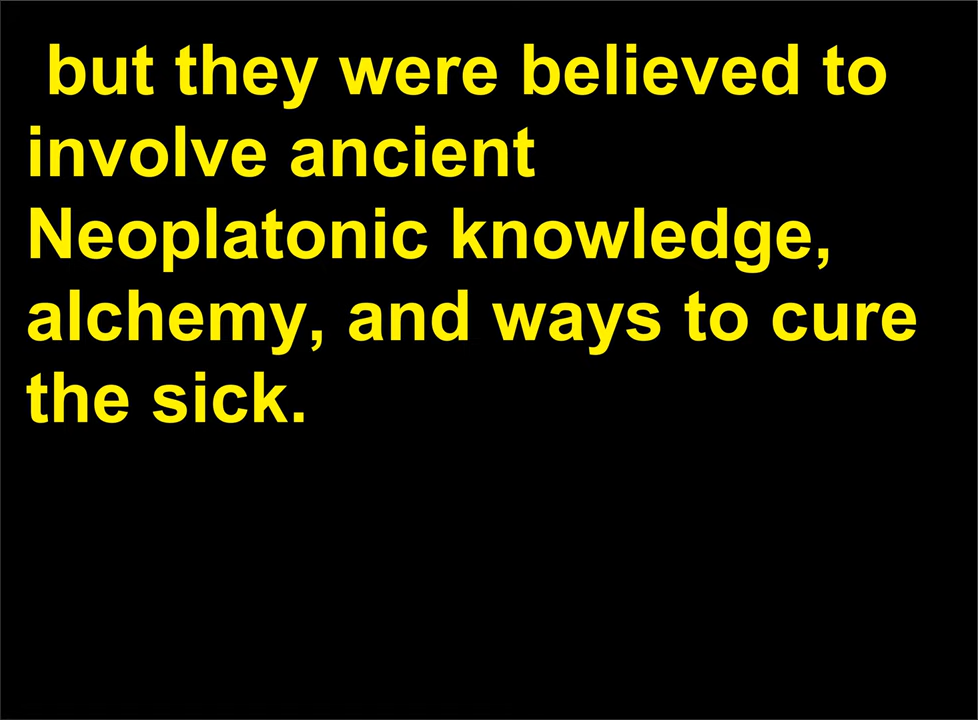 but they were believed to
involve ancient
Neoplatonic knowledge,
alchemy, and ways to cure
the sick.